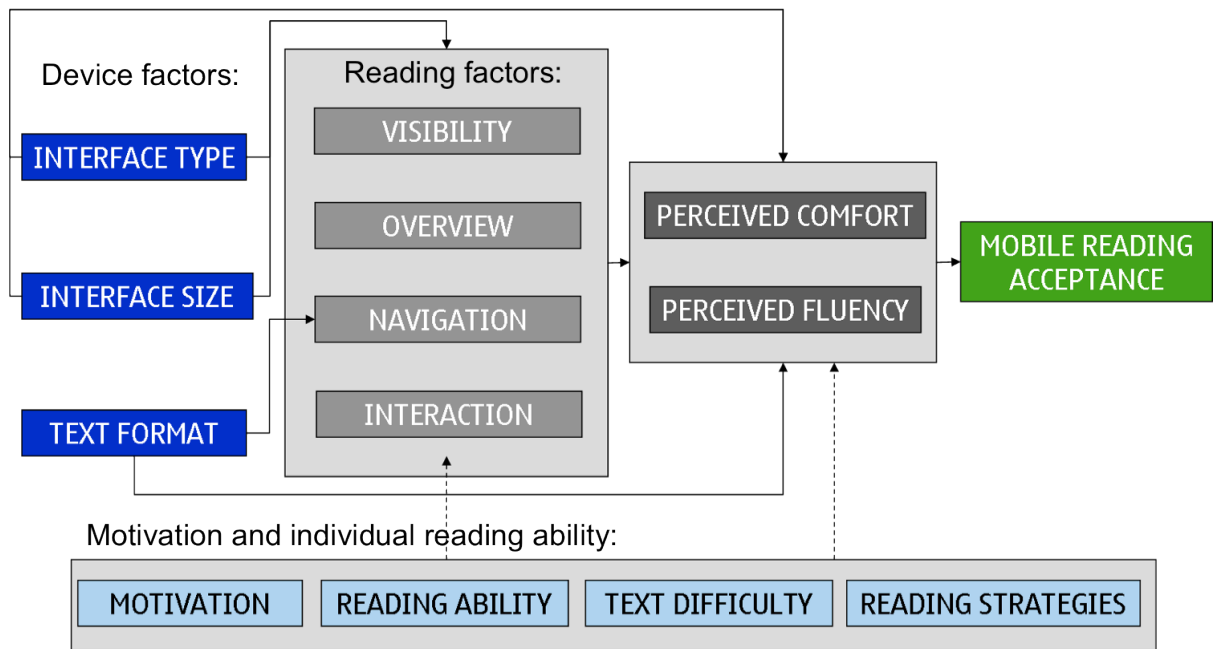 Device factors:
INTERFACE TYPE
INTERFACE SIZE
TEXT FORMAT
Reading factors:
VISIBILITY
OVERVIEW
NAVIGATION
INTERACTION
PERCEIVED COMFORT
PERCEIVED FLUENCY
MOBILE READING
ACCEPTANCE
Motivation and individual reading ability:
MOTIVATION
READING ABILITY
TEXT DIFFICULTY
READING STRATEGIES